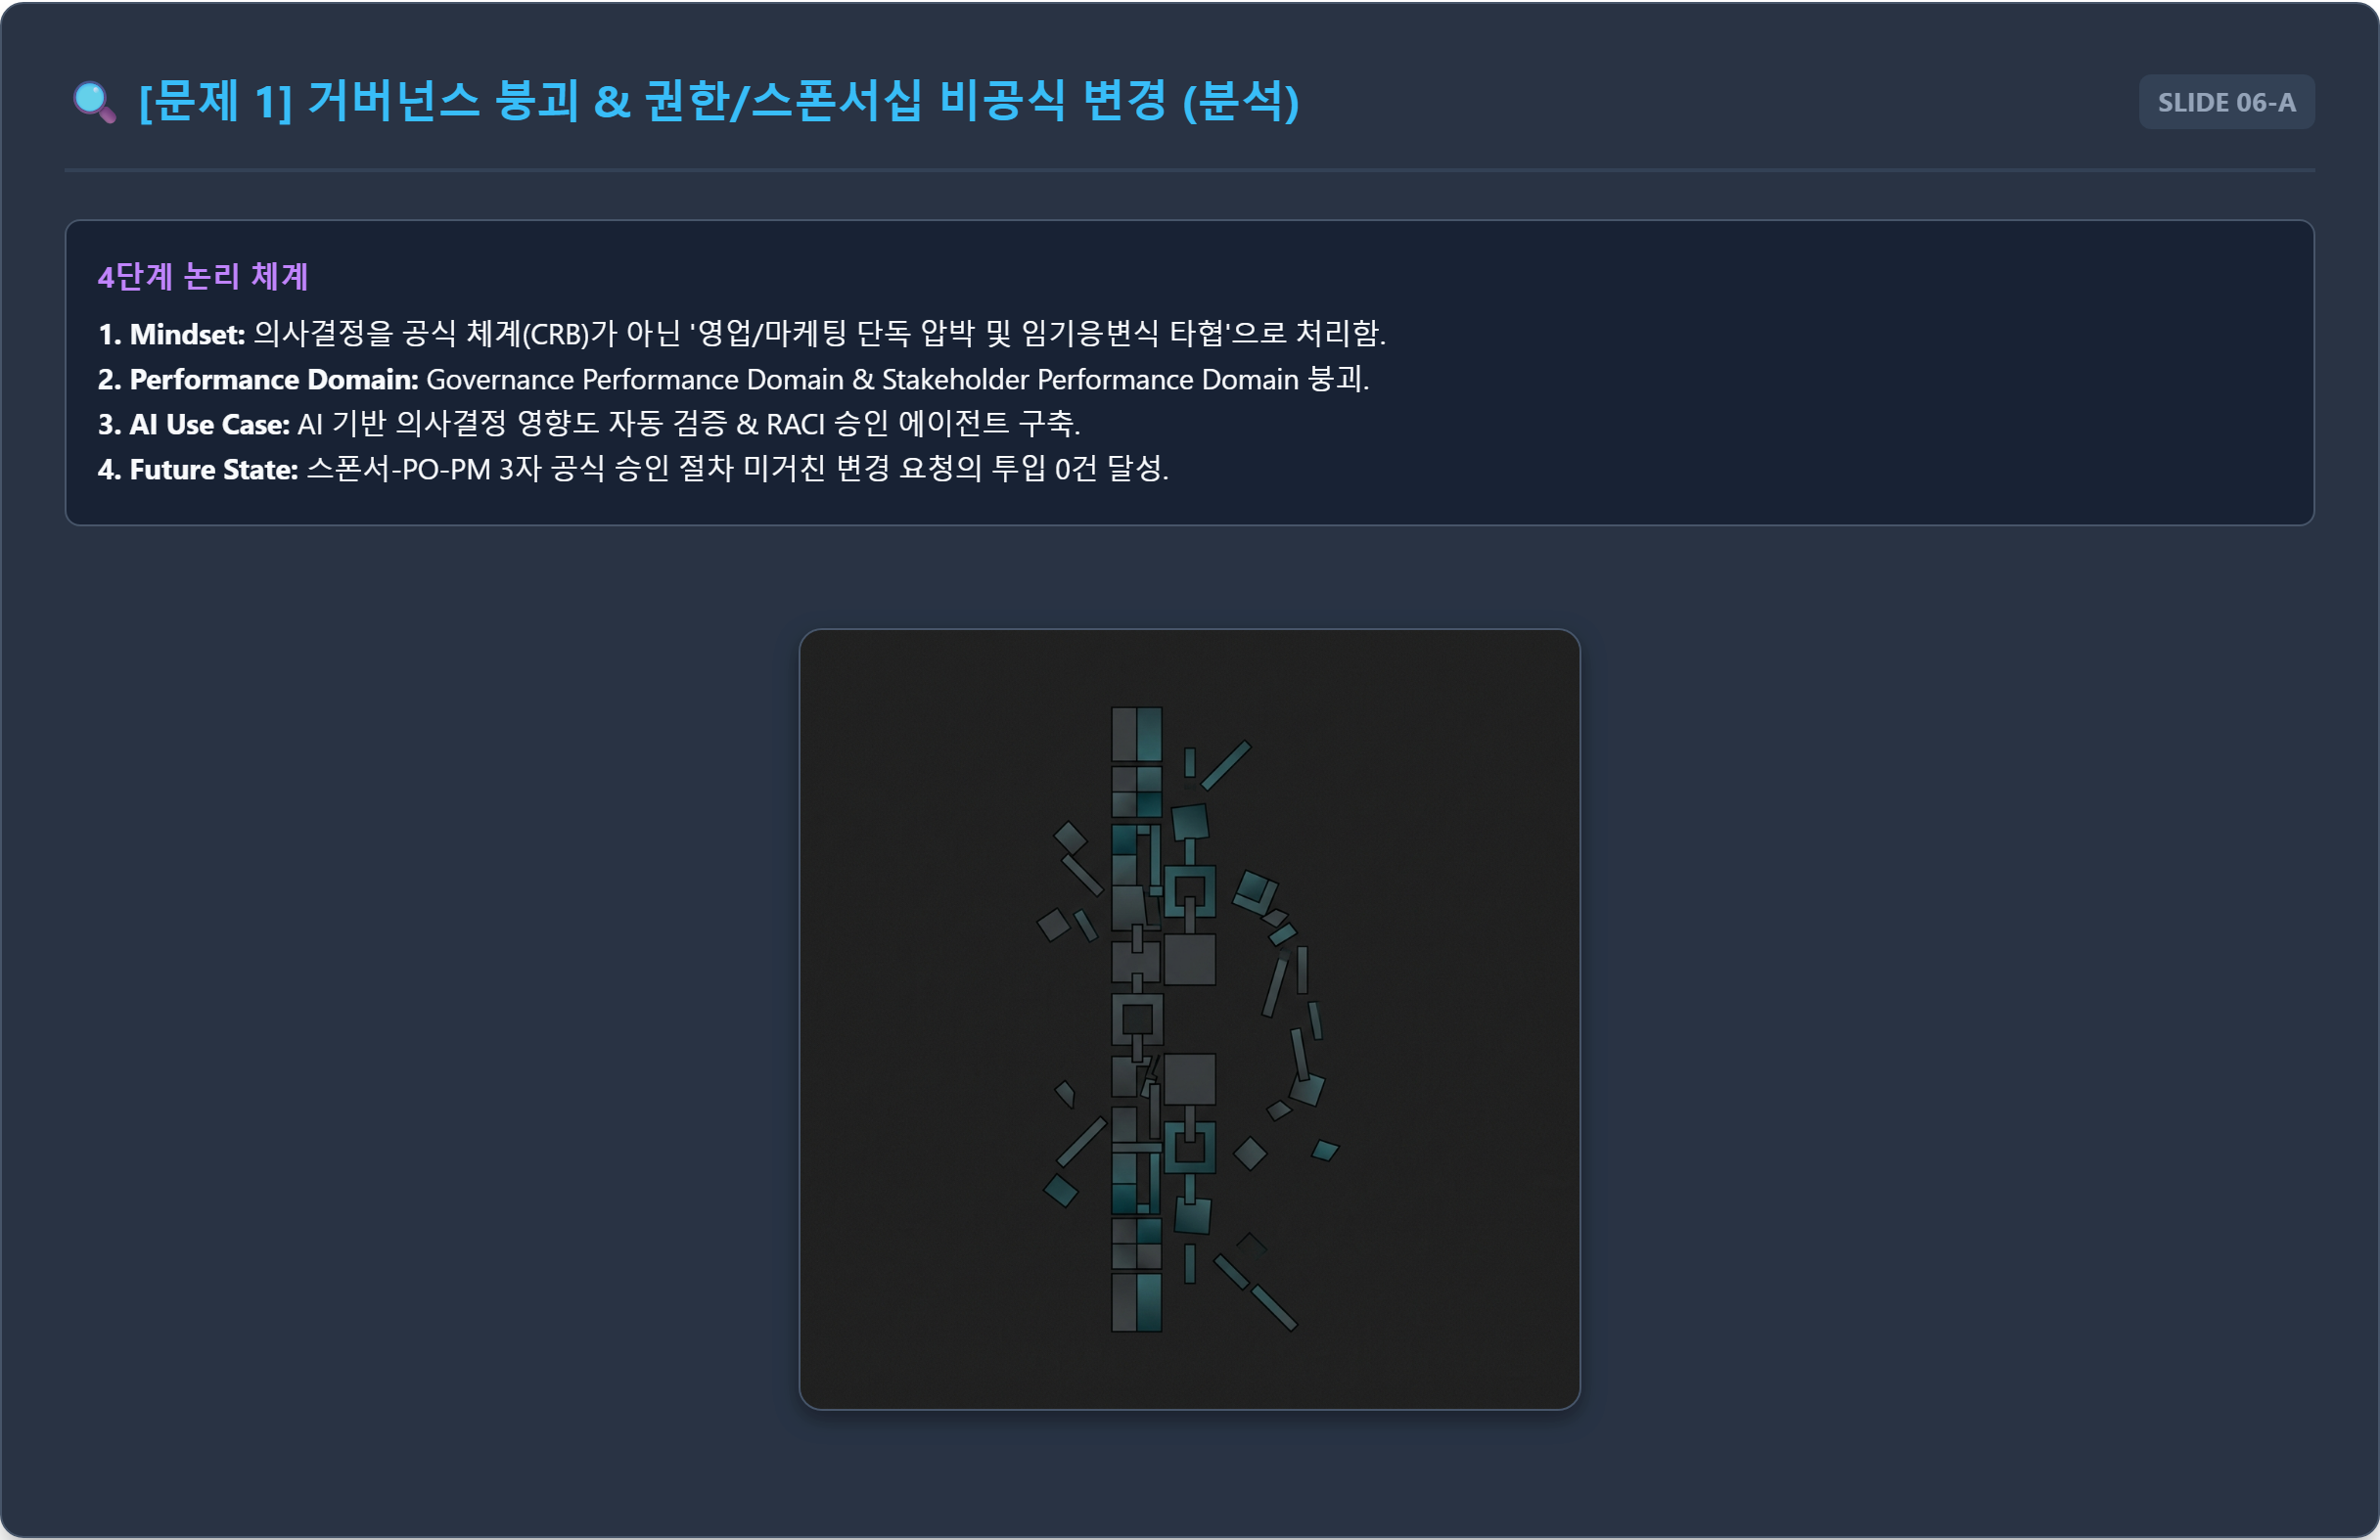 [문제 1] 거버넌스 붕괴 & 권한/스폰서십 비공식 변경 (분석)
SLIDE 06-A
4단계 논리 체계
1. Mindset: 의사결정을 공식 체계(CRB)가 아닌 '영업/마케팅 단독 압박 및 임기응변식 타협'으로 처리함.
2. Performance Domain: Governance Performance Domain & Stakeholder Performance Domain 붕괴.
3. AI Use Case: AI 기반 의사결정 영향도 자동 검증 & RACI 승인 에이전트 구축.
4. Future State: 스폰서-PO-PM 3자 공식 승인 절차 미거친 변경 요청의 투입 0건 달성.